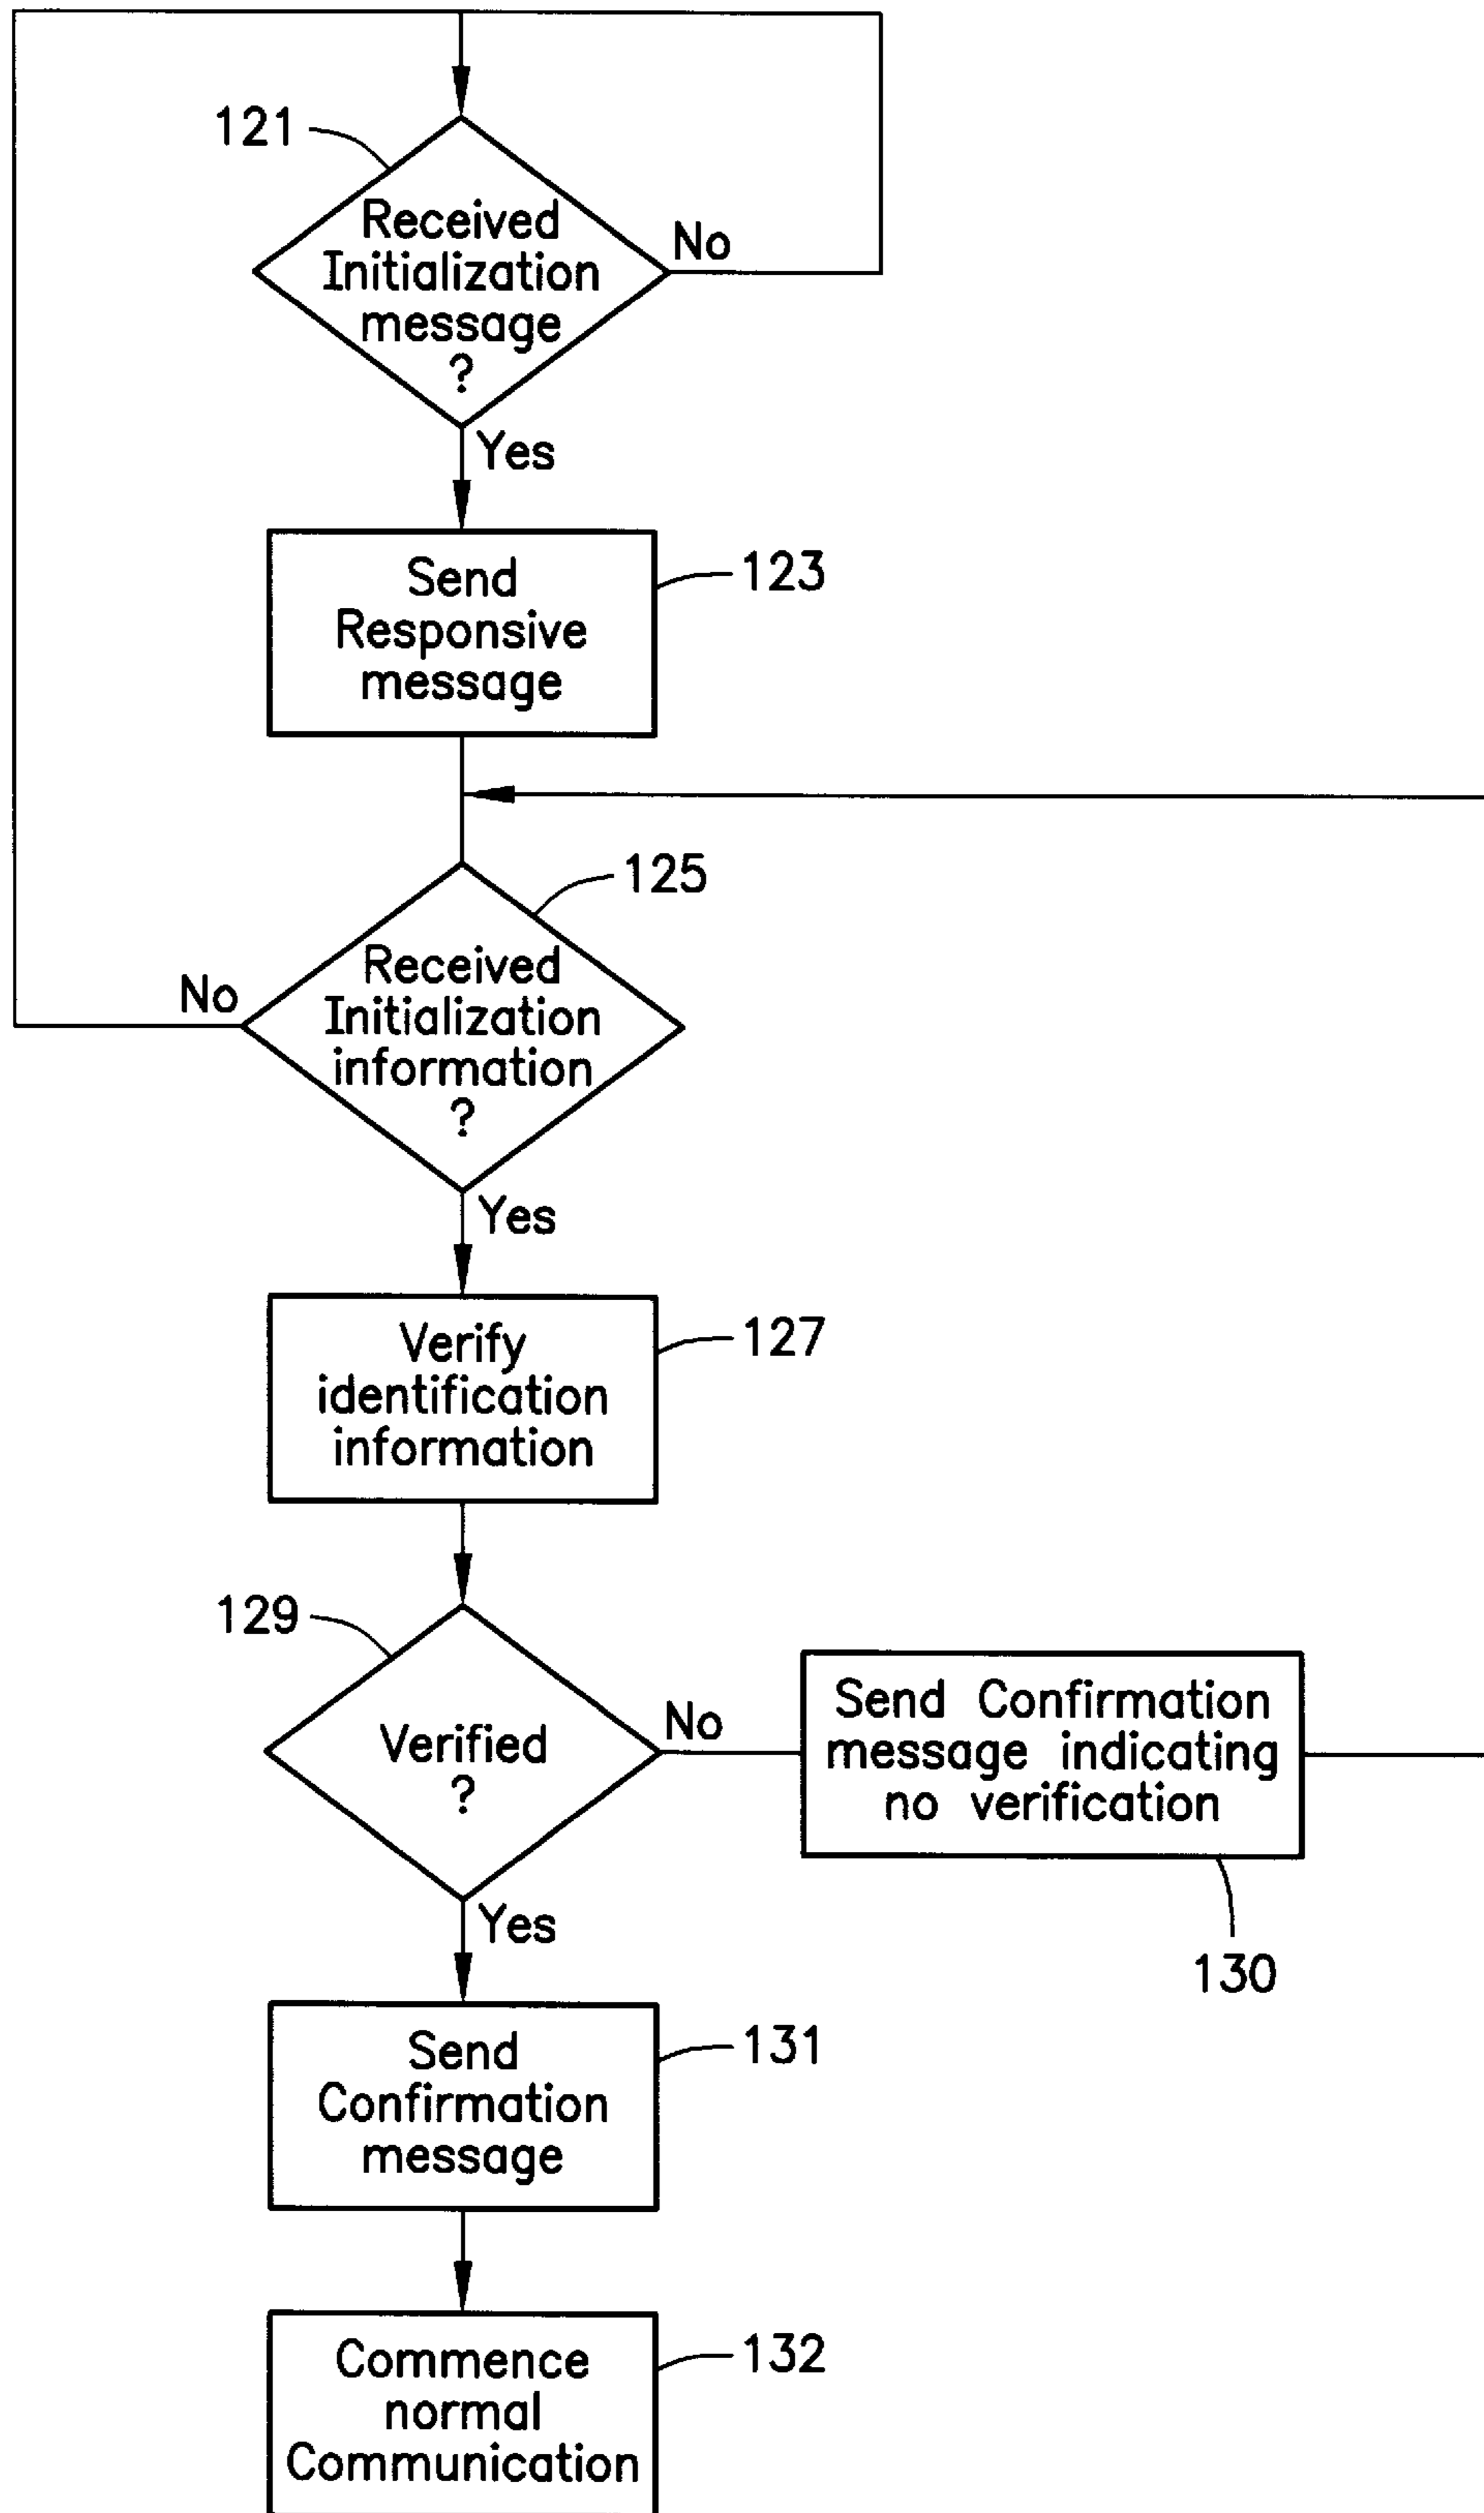 121
Received
Initialization
message
?
No
Yes
Send
Responsive
message
123
125
Received
Initialization
information
?
No
Yes
Verify
identification
information
127
129
Verified
?
No
Send Confirmation
message indicating
no verification
130
Yes
Send
Confirmation
message
131
Commence
normal
Communication
132